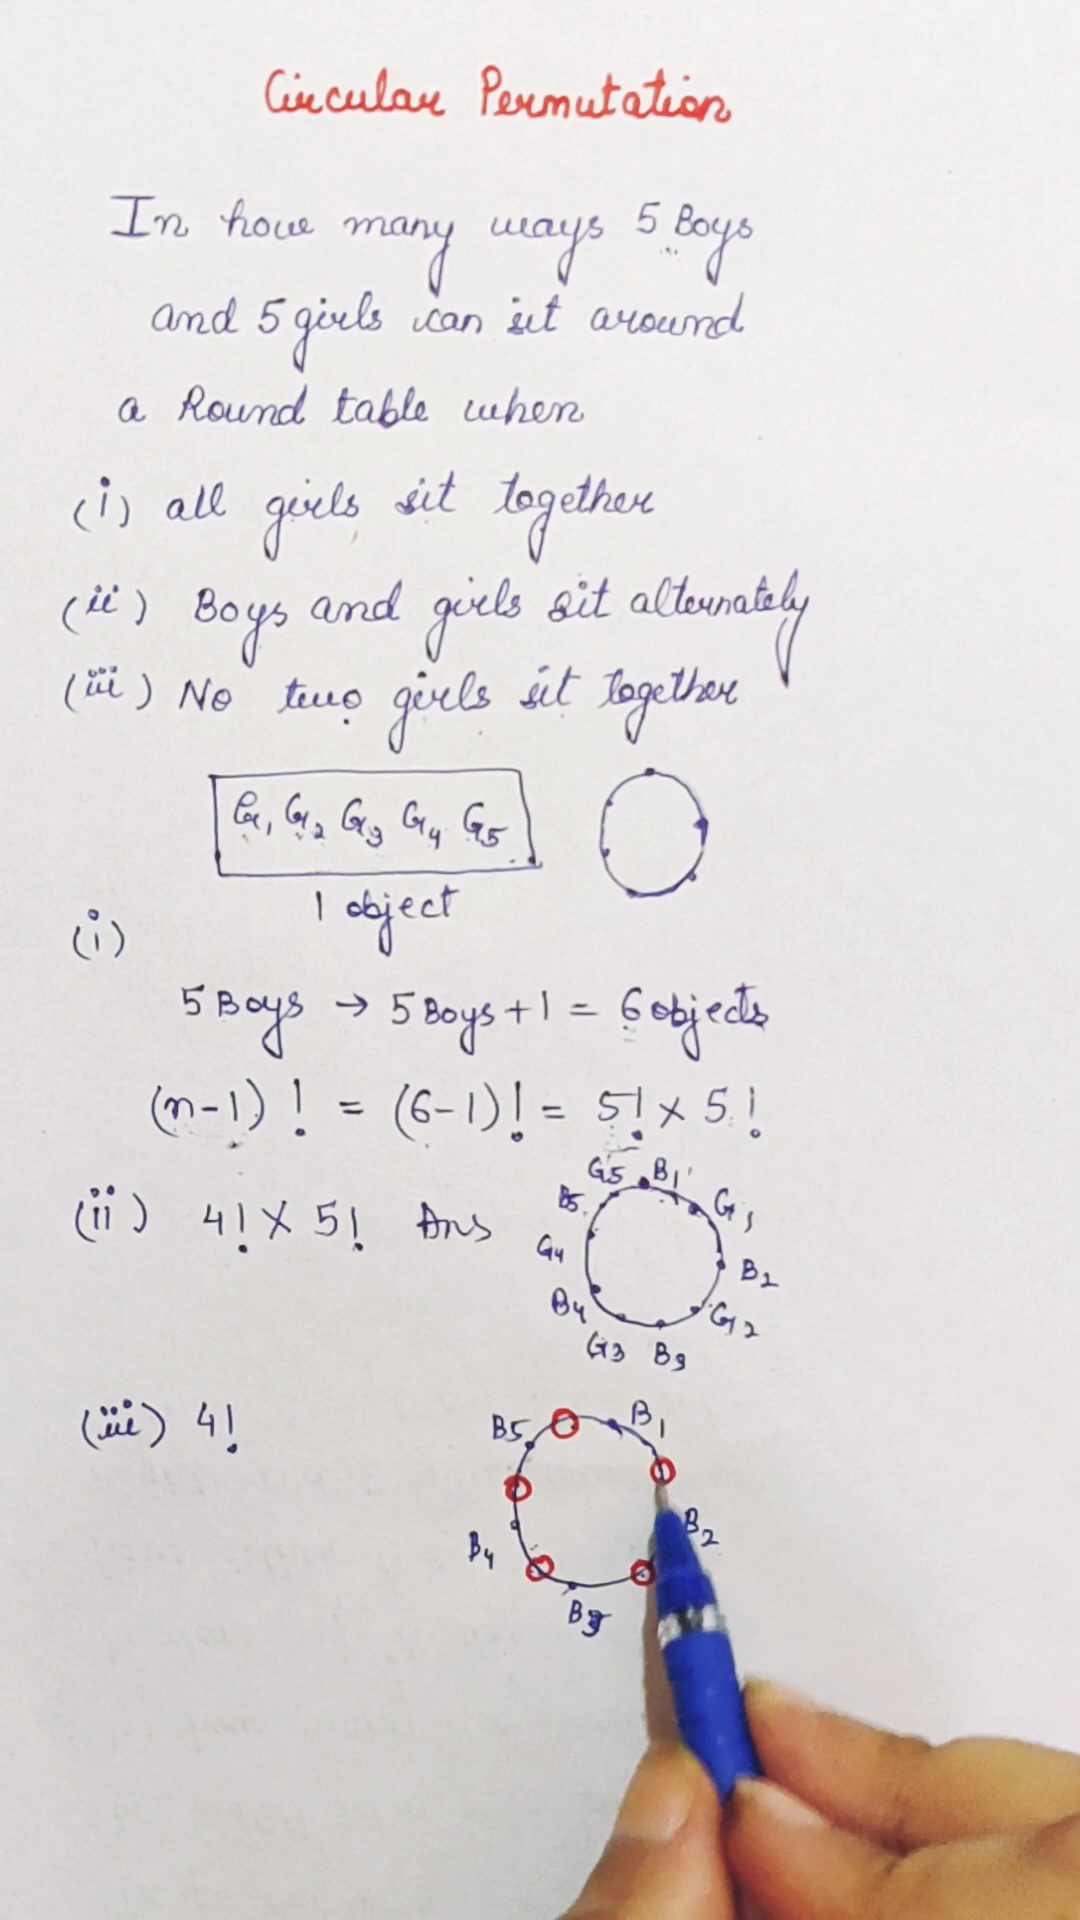 Circular Permutation
In how many ways 5 Boys
and 5 girls can sit around
a Round table when
(i) all girls sit together
(ii) Boys and girls sit alternately
(iii) No two girls sit together
G1 G2 G3 G4 G5
1 object
(i)
5 Boys → 5 Boys + 1 = 6 objects
(n-1)! = (6-1)! = 5! × 5!
G5 B1
B5 G1
(ii) 4! × 5! Ans
G4 B2
B4 G2
G3 B3
(iii) 4!
B5 B1
B4 B2
B3